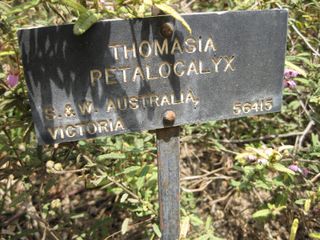 THOMASIA
PETALOCALYX
S. & W. AUSTRALIA, 56415
VICTORIA